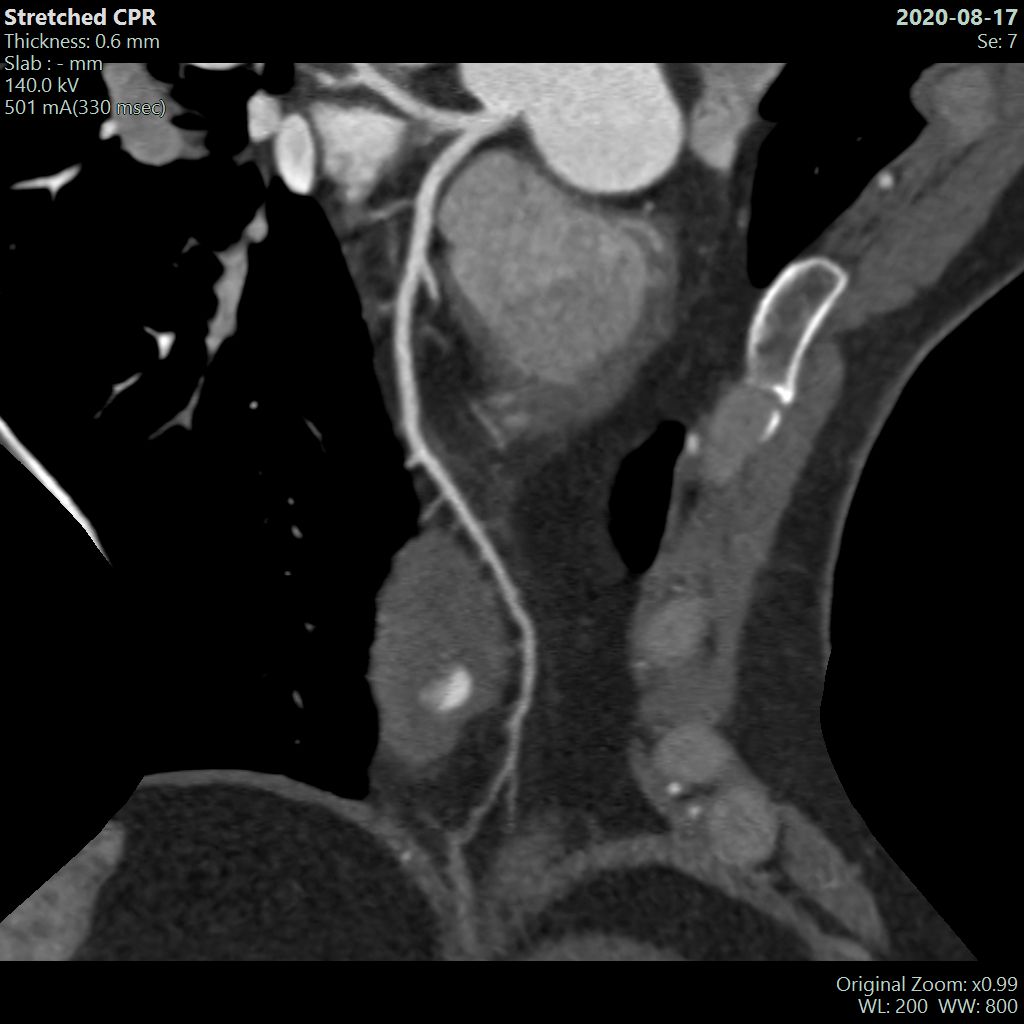 Stretched CPR
Thickness: 0.6 mm
Slab : - mm
140.0 kV
501 mA(330 msec)
2020-08-17
Se: 7
Original Zoom: x0.99
WL: 200 WW: 800